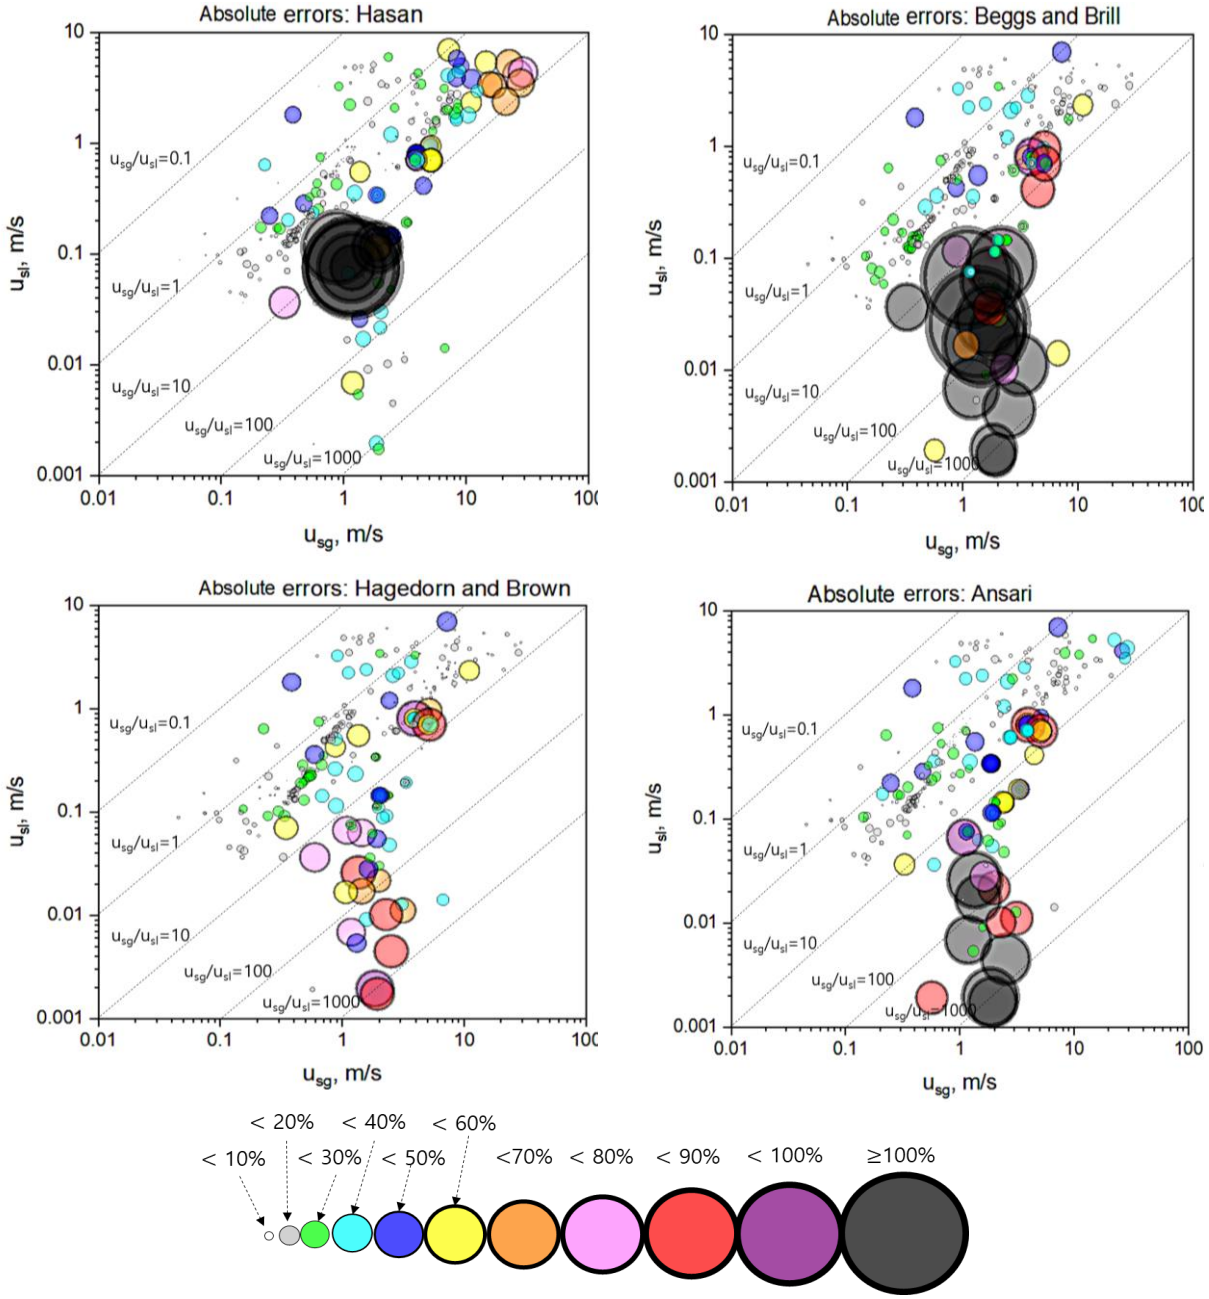 Absolute errors: Hasan
10
1
0.1
0.01
0.001
u_sl, m/s
u_sg/u_sl=0.1
u_sg/u_sl=1
u_sg/u_sl=10
u_sg/u_sl=100
u_sg/u_sl=1000
0.01 0.1 1 10 100
u_sg, m/s
Absolute errors: Beggs and Brill
10
1
0.1
0.01
0.001
u_sl, m/s
u_sg/u_sl=0.1
u_sg/u_sl=1
u_sg/u_sl=10
u_sg/u_sl=100
u_sg/u_sl=1000
0.01 0.1 1 10 100
u_sg, m/s
Absolute errors: Hagedorn and Brown
10
1
0.1
0.01
0.001
u_sl, m/s
u_sg/u_sl=0.1
u_sg/u_sl=1
u_sg/u_sl=10
u_sg/u_sl=100
u_sg/u_sl=1000
0.01 0.1 1 10 100
u_sg, m/s
Absolute errors: Ansari
10
1
0.1
0.01
0.001
u_sl, m/s
u_sg/u_sl=0.1
u_sg/u_sl=1
u_sg/u_sl=10
u_sg/u_sl=100
u_sg/u_sl=1000
0.01 0.1 1 10 100
u_sg, m/s
< 20% < 40% < 60%
< 10% < 30% < 50% <70% < 80% < 90% < 100% ≥100%